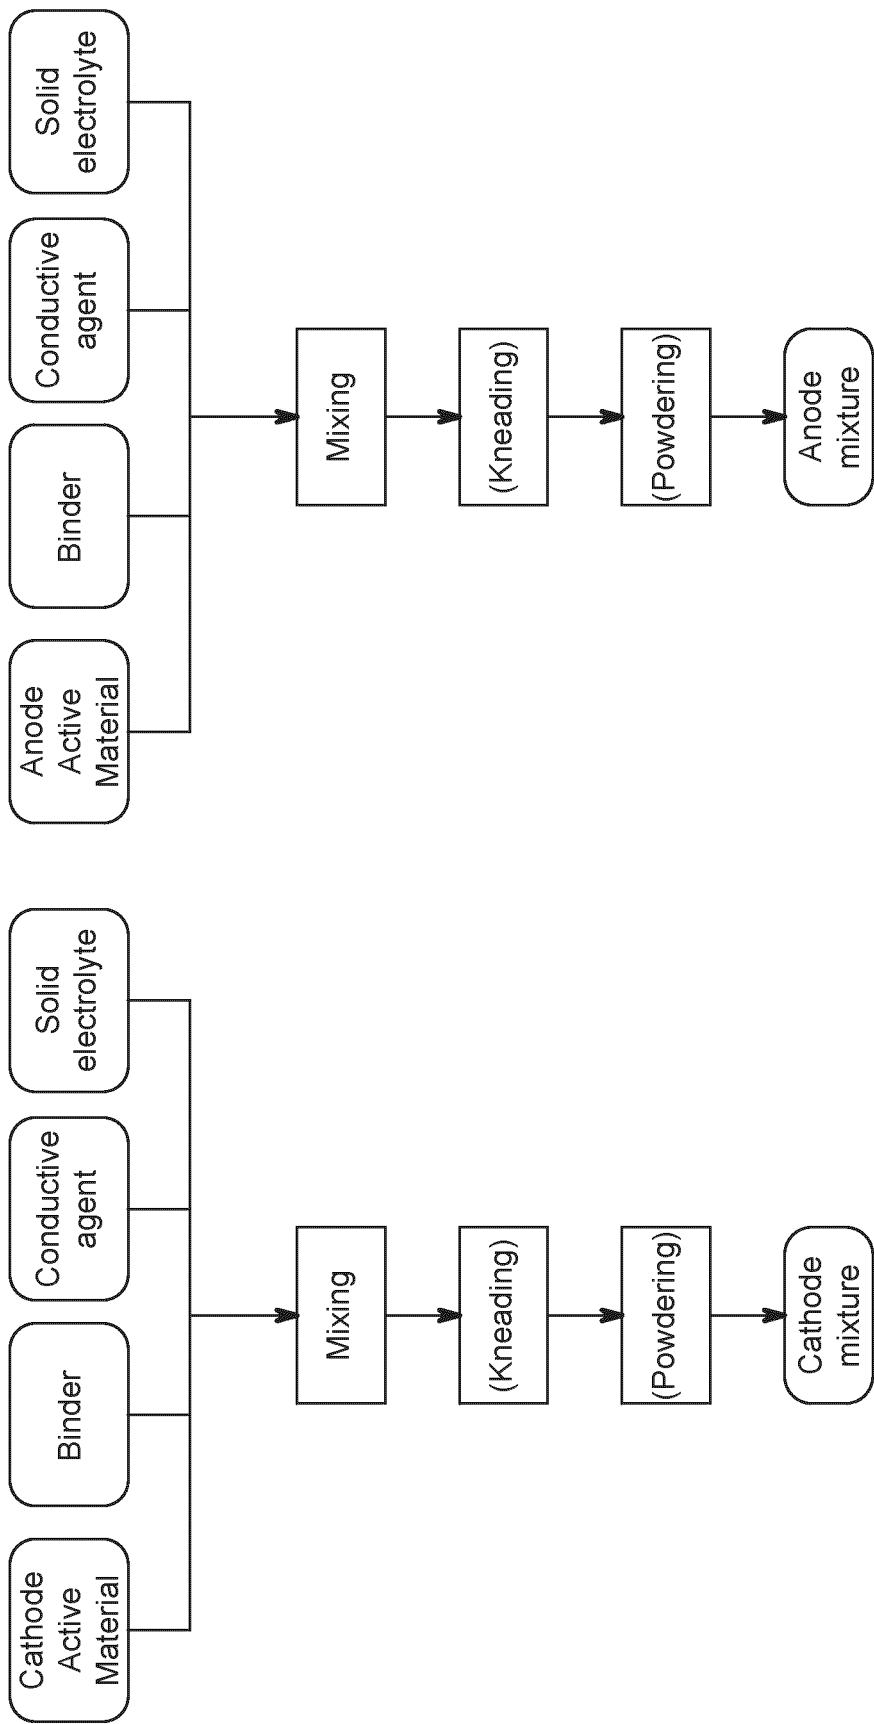 Cathode
Active
Material
Binder
Conductive
agent
Solid
electrolyte
Mixing
(Kneading)
(Powdering)
Cathode
mixture
Anode
Active
Material
Binder
Conductive
agent
Solid
electrolyte
Mixing
(Kneading)
(Powdering)
Anode
mixture